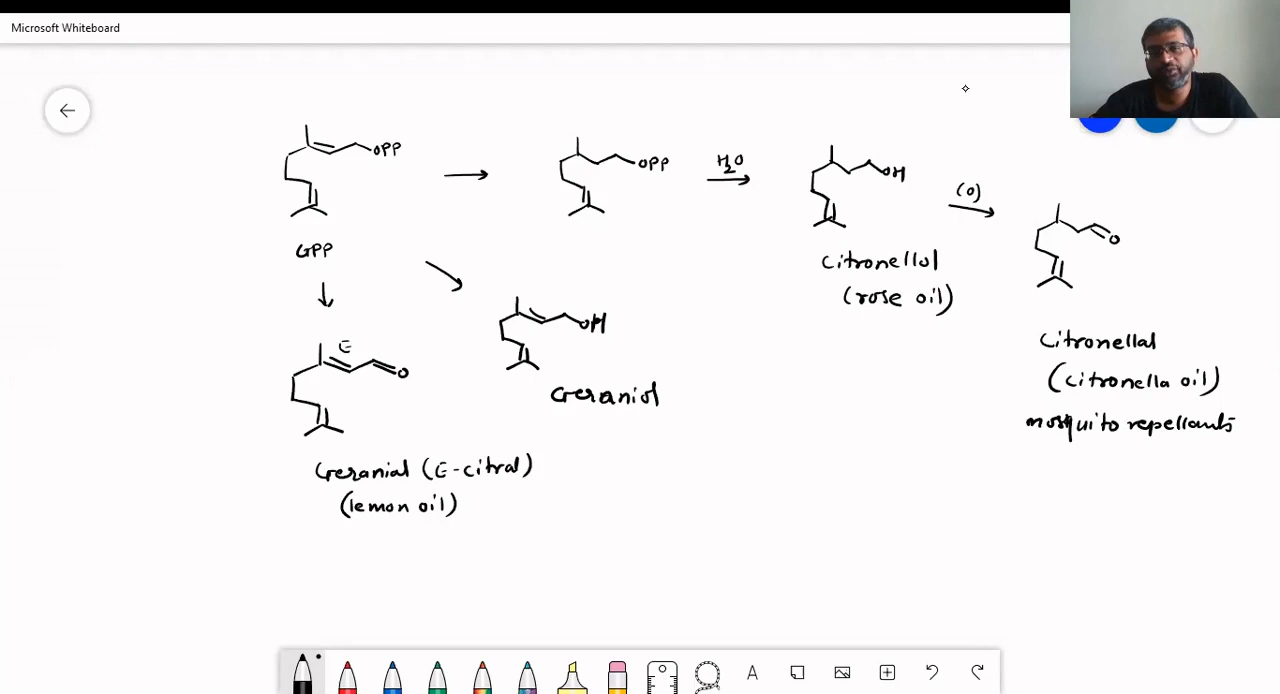 Microsoft Whiteboard
OPP
OPP
H2O
OH
(O)
O
GPP
Citronellol
(rose oil)
OH
E
O
Geraniol
Citronellal
(citronella oil)
mosquito repellants
Geranial (E-citral)
(lemon oil)
A